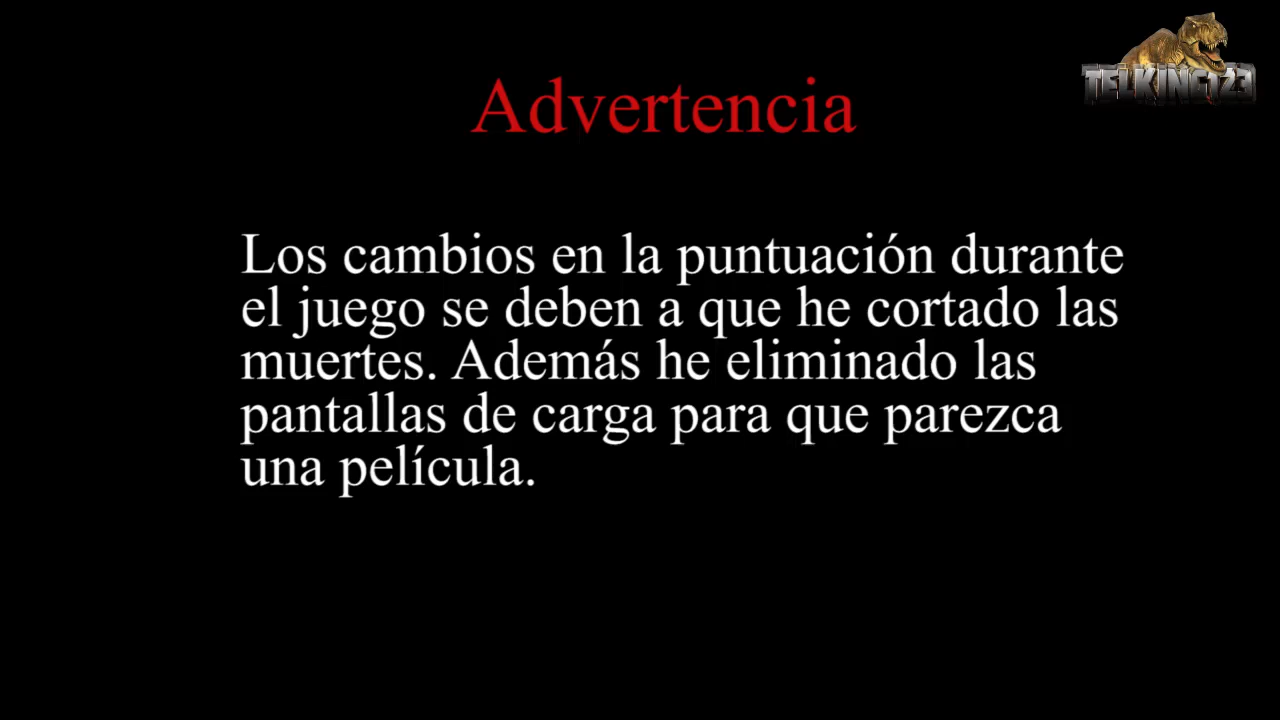 TELKING123
Advertencia
Los cambios en la puntuación durante
el juego se deben a que he cortado las
muertes. Además he eliminado las
pantallas de carga para que parezca
una película.